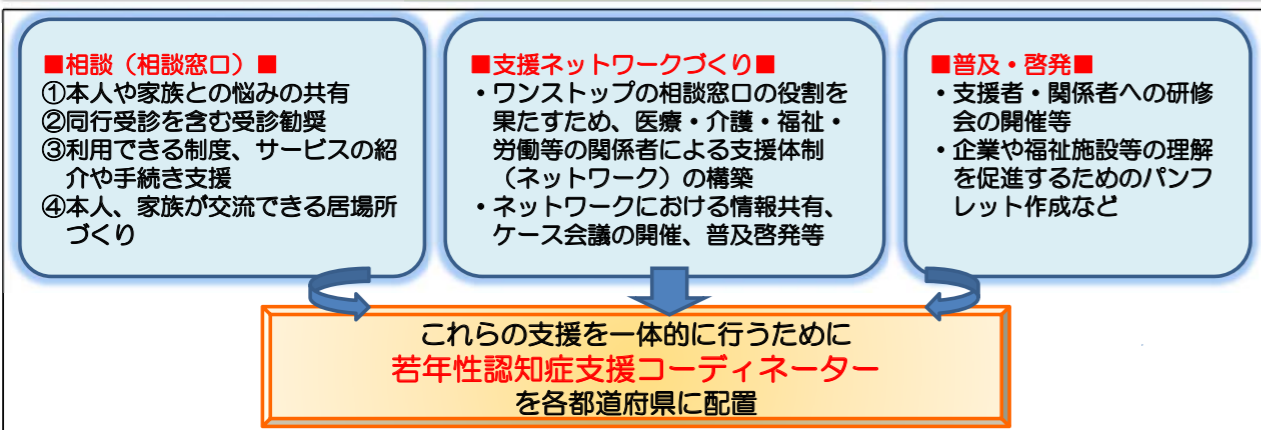 ■相談（相談窓口）■
①本人や家族との悩みの共有
②同行受診を含む受診勧奨
③利用できる制度、サービスの紹
介や手続き支援
④本人、家族が交流できる居場所
づくり
■支援ネットワークづくり■
・ワンストップの相談窓口の役割を
果たすため、医療・介護・福祉・
労働等の関係者による支援体制
（ネットワーク）の構築
・ネットワークにおける情報共有、
ケース会議の開催、普及啓発等
■普及・啓発■
・支援者・関係者への研修
会の開催等
・企業や福祉施設等の理解
を促進するためのパンフ
レット作成など
これらの支援を一体的に行うために
若年性認知症支援コーディネーター
を各都道府県に配置